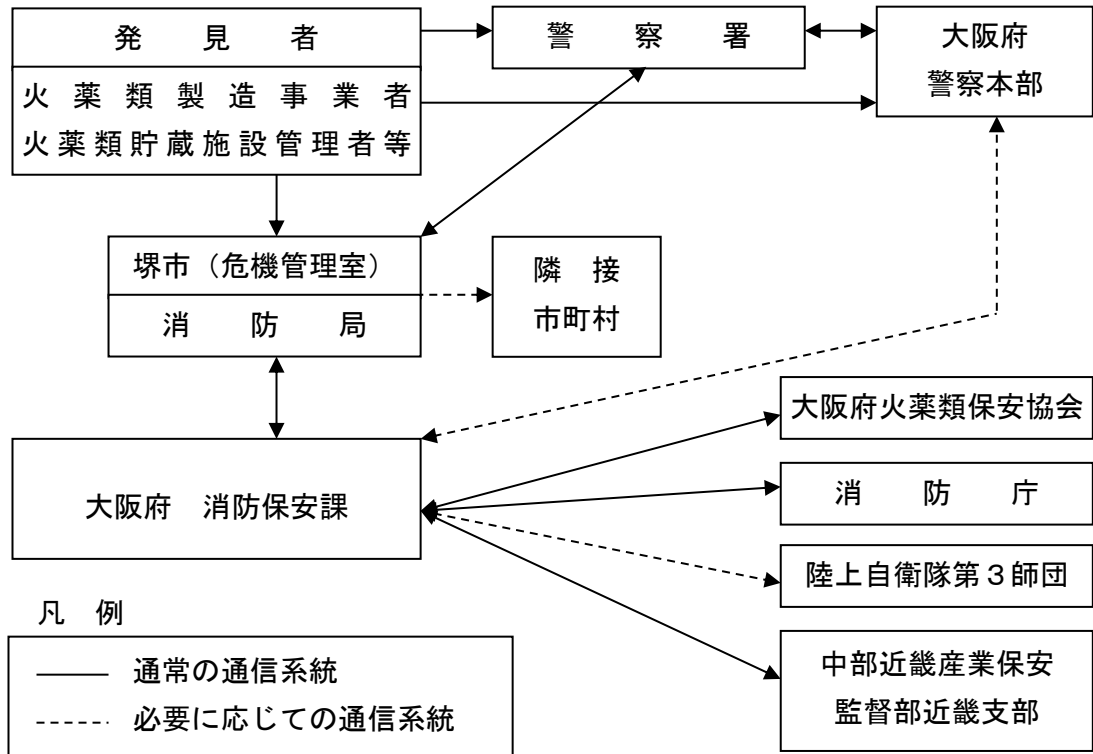 発見者
火薬類製造事業者
火薬類貯蔵施設管理者等
警察署
大阪府
警察本部
堺市（危機管理室）
消防局
隣接
市町村
大阪府 消防保安課
大阪府火薬類保安協会
消防庁
陸上自衛隊第３師団
中部近畿産業保安
監督部近畿支部
凡例
通常の通信系統
必要に応じての通信系統